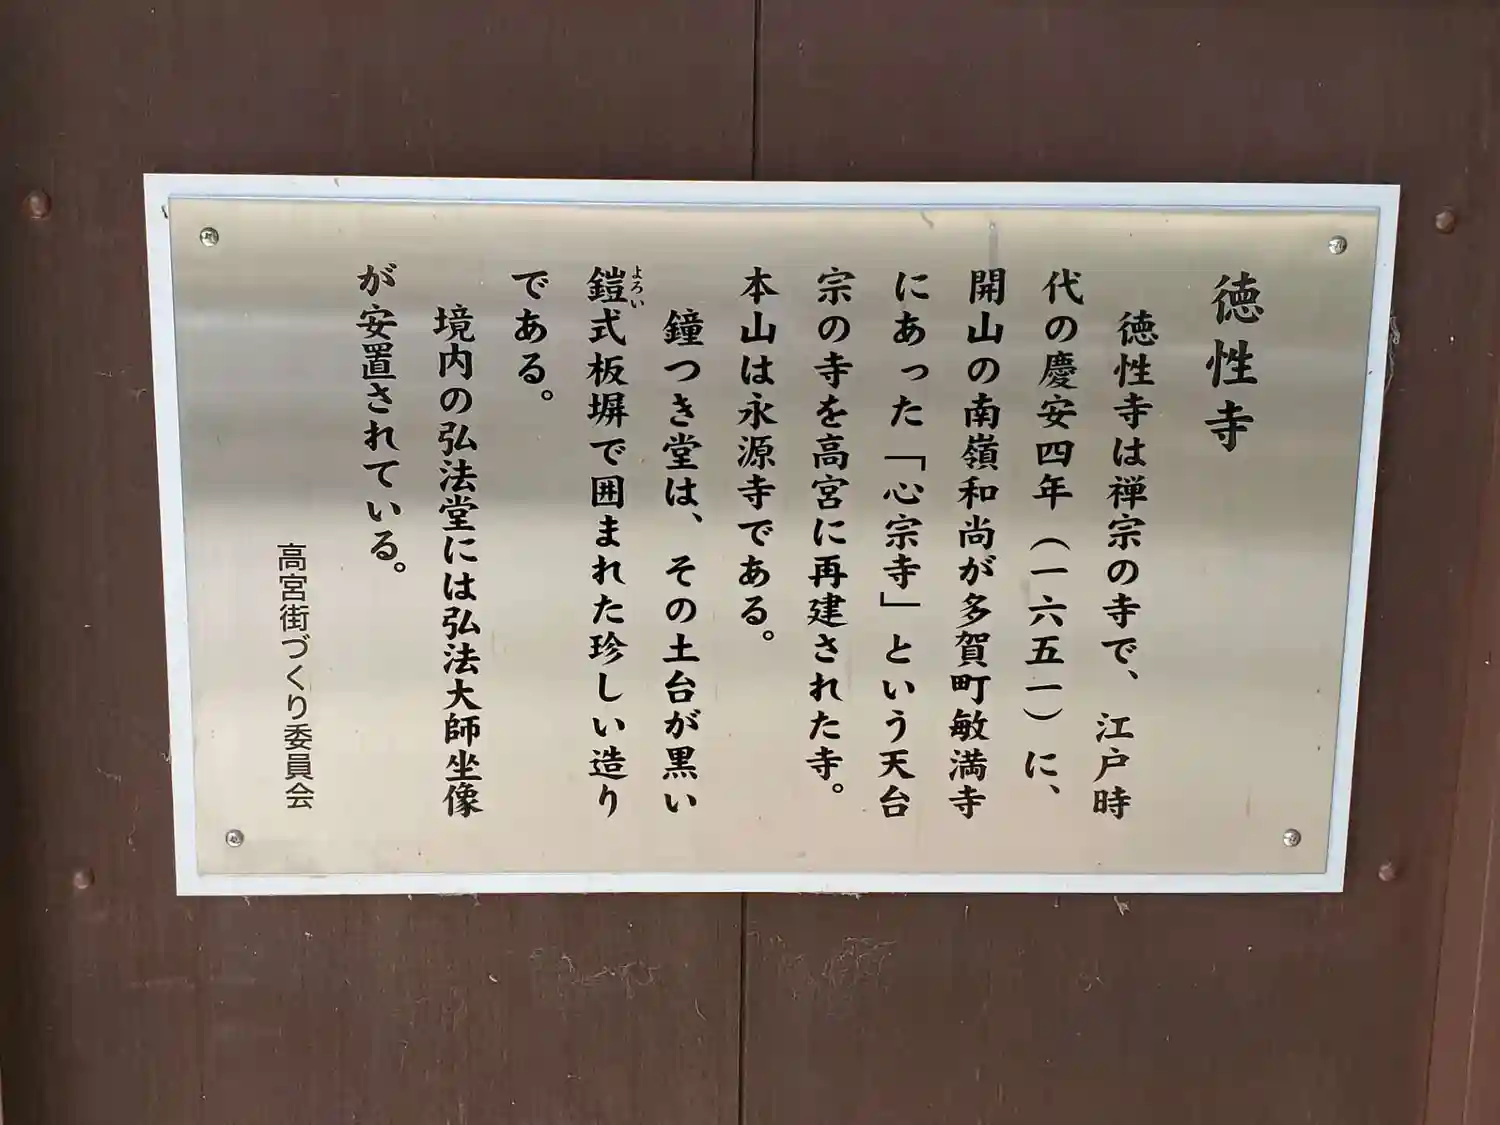 徳性寺
徳性寺は禅宗の寺で、江戸時
代の慶安四年（一六五一）に、
開山の南嶺和尚が多賀町敏満寺
にあった「心宗寺」という天台
宗の寺を高宮に再建された寺。
本山は永源寺である。
鐘つき堂は、その土台が黒い
鎧式板塀で囲まれた珍しい造り
よろい
である。
境内の弘法堂には弘法大師坐像
が安置されている。
高宮街づくり委員会